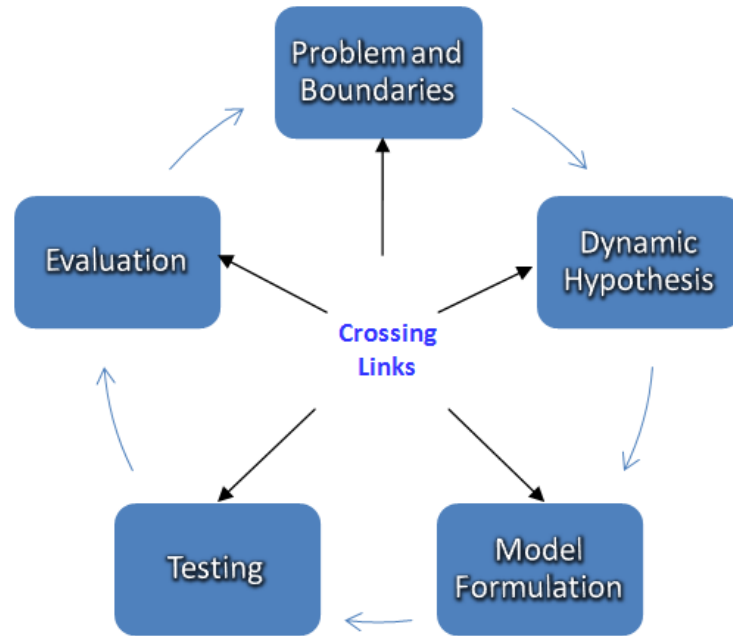 Problem and
Boundaries
Evaluation
Dynamic
Hypothesis
Crossing
Links
Testing
Model
Formulation